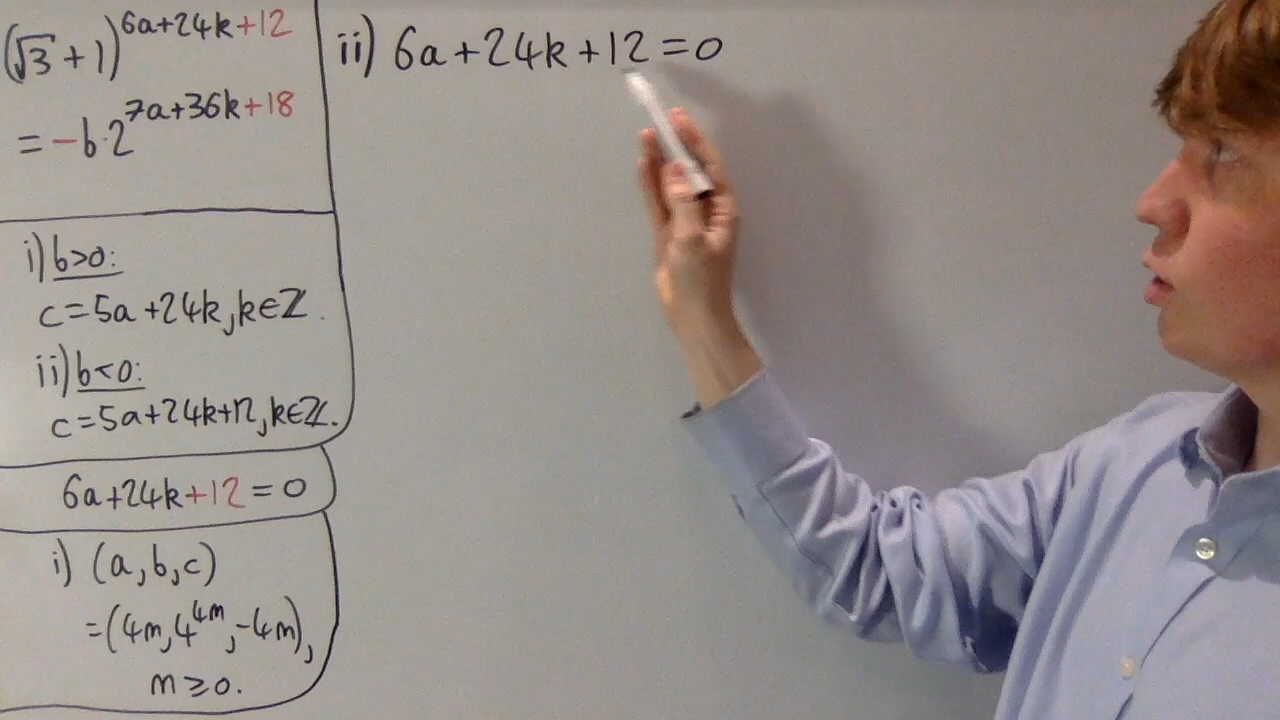 (√3+1)^{6a+24k+12}
=-b·2^{7a+36k+18}
i) b>0:
c=5a+24k, k∈Z.
ii) b<0:
c=5a+24k+12, k∈Z.
6a+24k+12=0
i) (a,b,c)
=(4m,4^{4m},-4m),
m≥0.
ii) 6a+24k+12=0